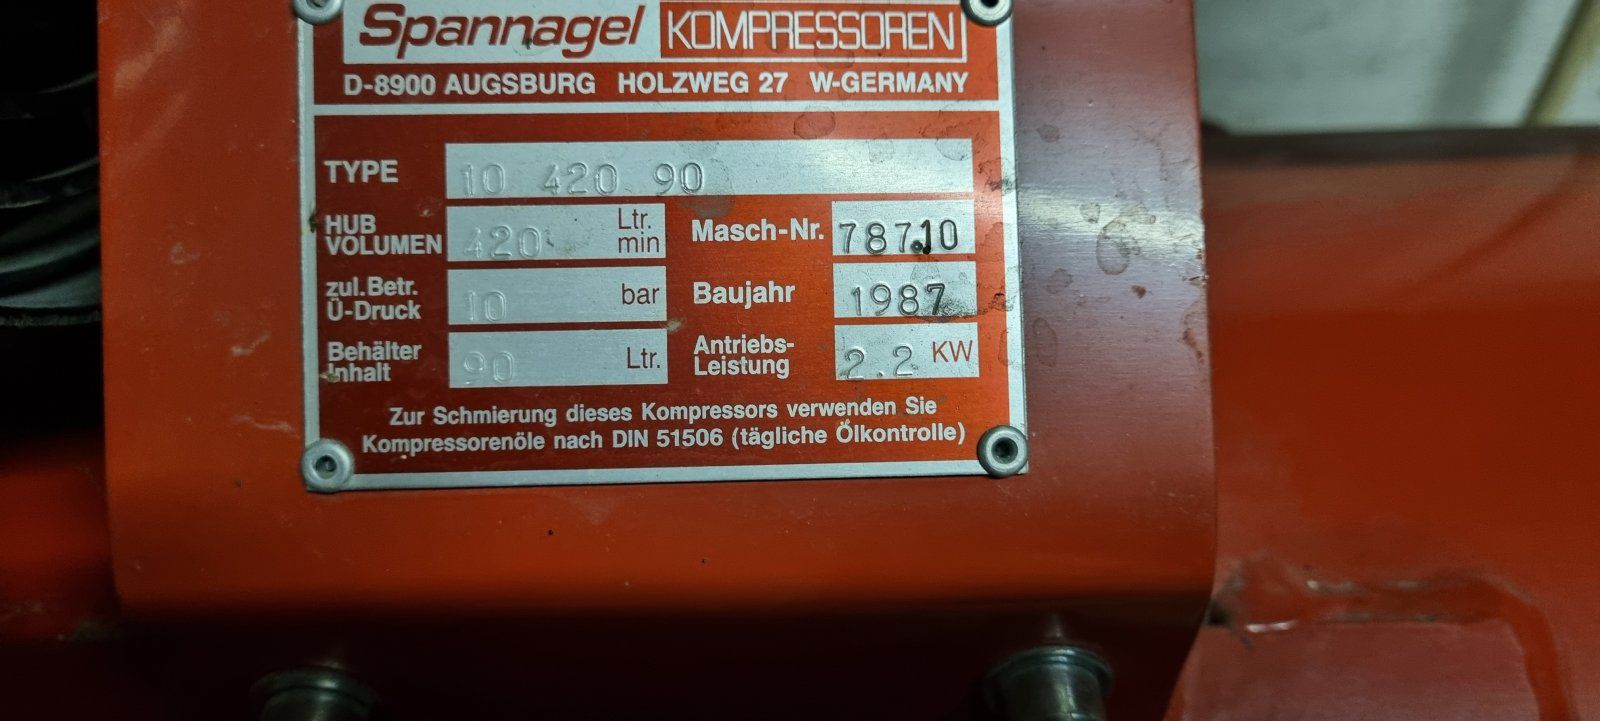 Spannagel KOMPRESSOREN
D-8900 AUGSBURG HOLZWEG 27 W-GERMANY
TYPE 10 420 90
HUB VOLUMEN 420 Ltr. min
Masch-Nr. 78710
zul. Betr. Ü-Druck 10 bar
Baujahr 1987
Behälter Inhalt 90 Ltr.
Antriebs-Leistung 2.2 KW
Zur Schmierung dieses Kompressors verwenden Sie
Kompressorenöle nach DIN 51506 (tägliche Ölkontrolle)